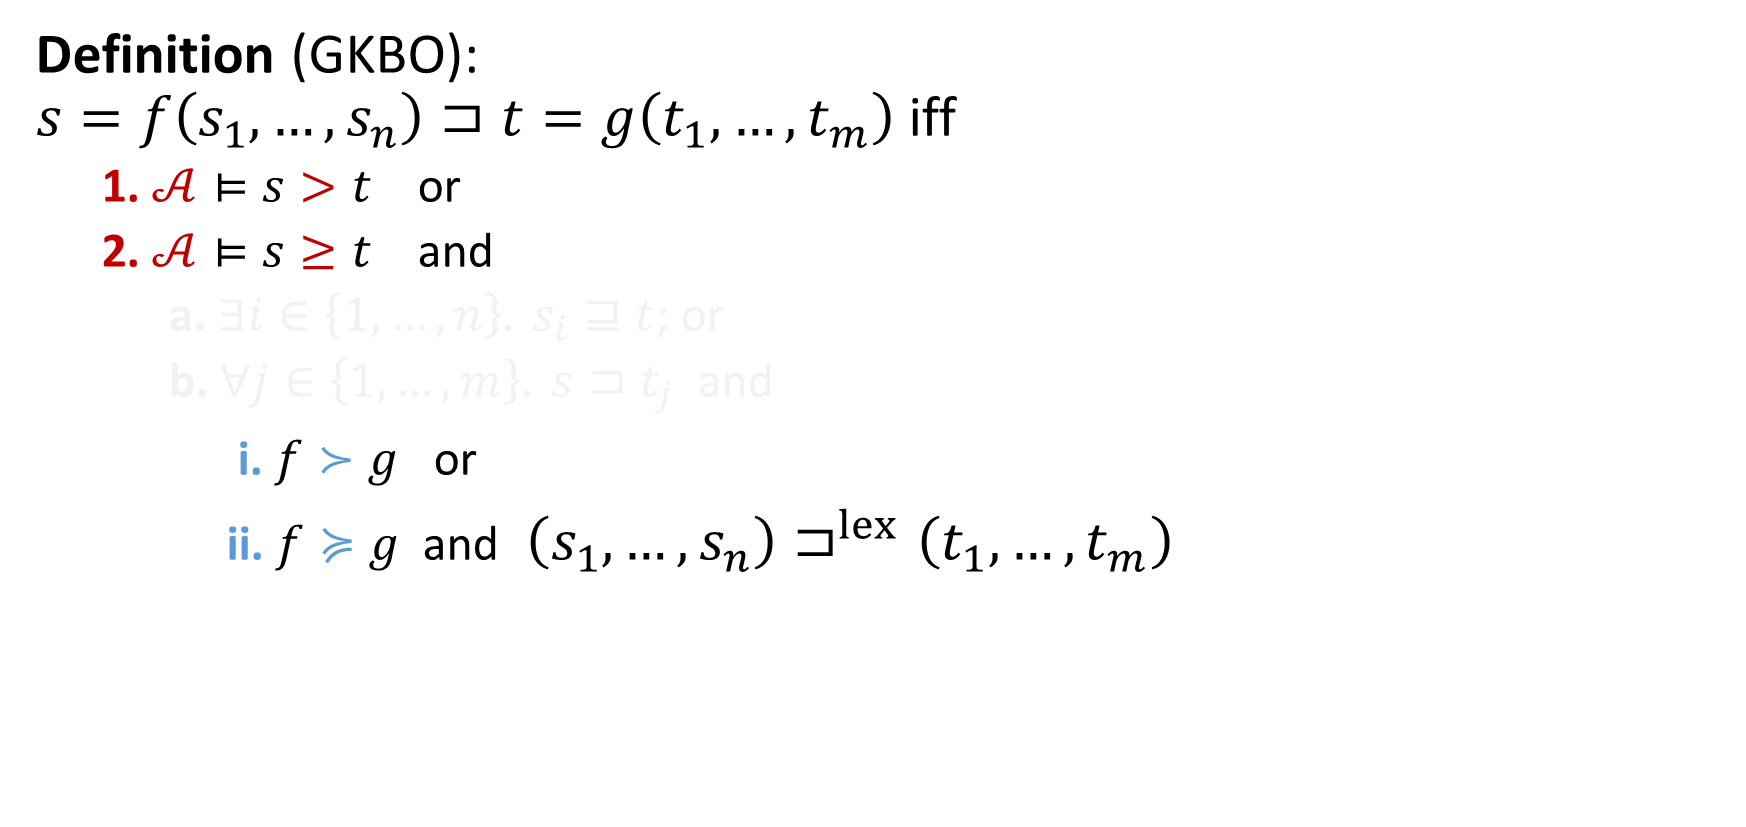 Definition (GKBO):
s = f(s₁, … , sₙ) ⊐ t = g(t₁, … , tₘ) iff
1. 𝒜 ⊨ s > t or
2. 𝒜 ⊨ s ≥ t and
a. ∃i ∈ {1, … , n}. sᵢ ⊒ t; or
b. ∀j ∈ {1, … , m}. s ⊐ tⱼ and
i. f ≻ g or
ii. f ≽ g and (s₁, … , sₙ) ⊐ˡᵉˣ (t₁, … , tₘ)